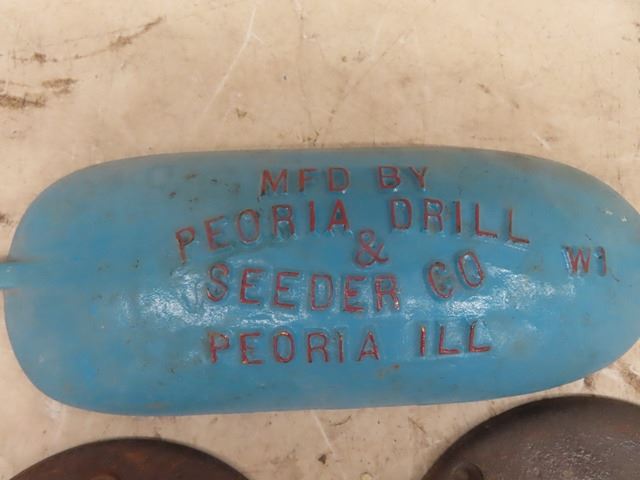 MFD BY
PEORIA DRILL
&
SEEDER CO
W1
PEORIA ILL